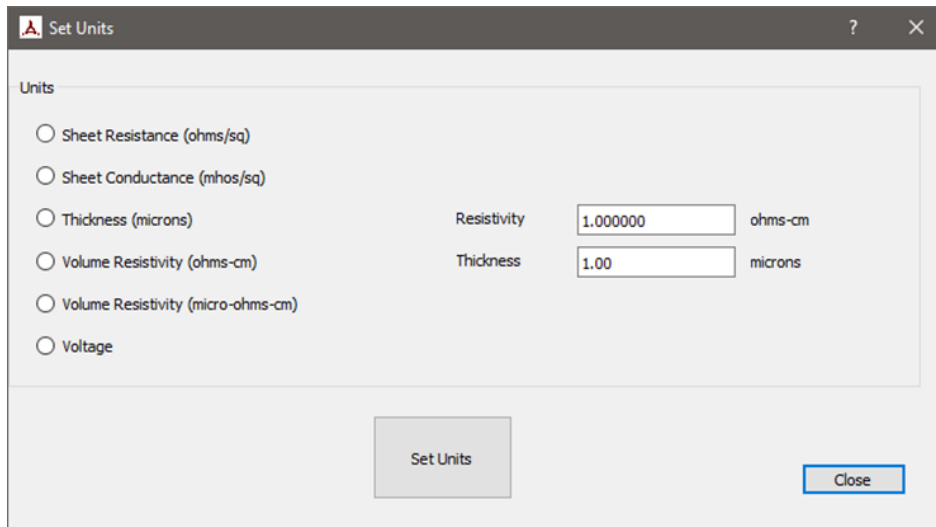 Set Units
Units
Sheet Resistance (ohms/sq)
Sheet Conductance (mhos/sq)
Thickness (microns)
Resistivity 1.000000 ohms-cm
Volume Resistivity (ohms-cm)
Thickness 1.00 microns
Volume Resistivity (micro-ohms-cm)
Voltage
Set Units
Close